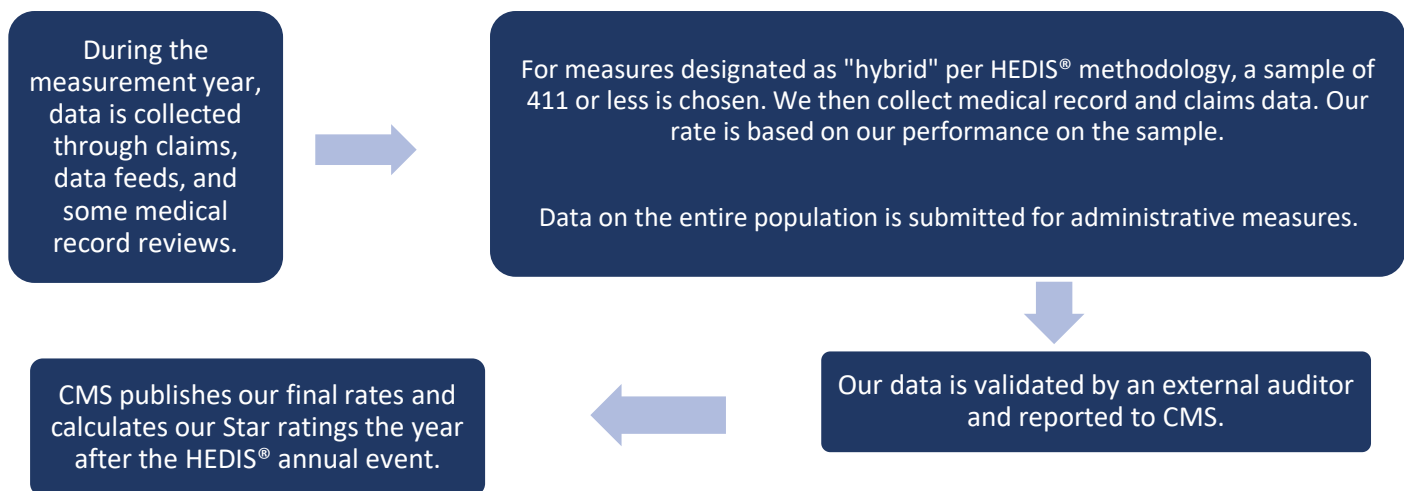 During the
measurement year,
data is collected
through claims,
data feeds, and
some medical
record reviews.
For measures designated as "hybrid" per HEDIS® methodology, a sample of
411 or less is chosen. We then collect medical record and claims data. Our
rate is based on our performance on the sample.
Data on the entire population is submitted for administrative measures.
Our data is validated by an external auditor
and reported to CMS.
CMS publishes our final rates and
calculates our Star ratings the year
after the HEDIS® annual event.